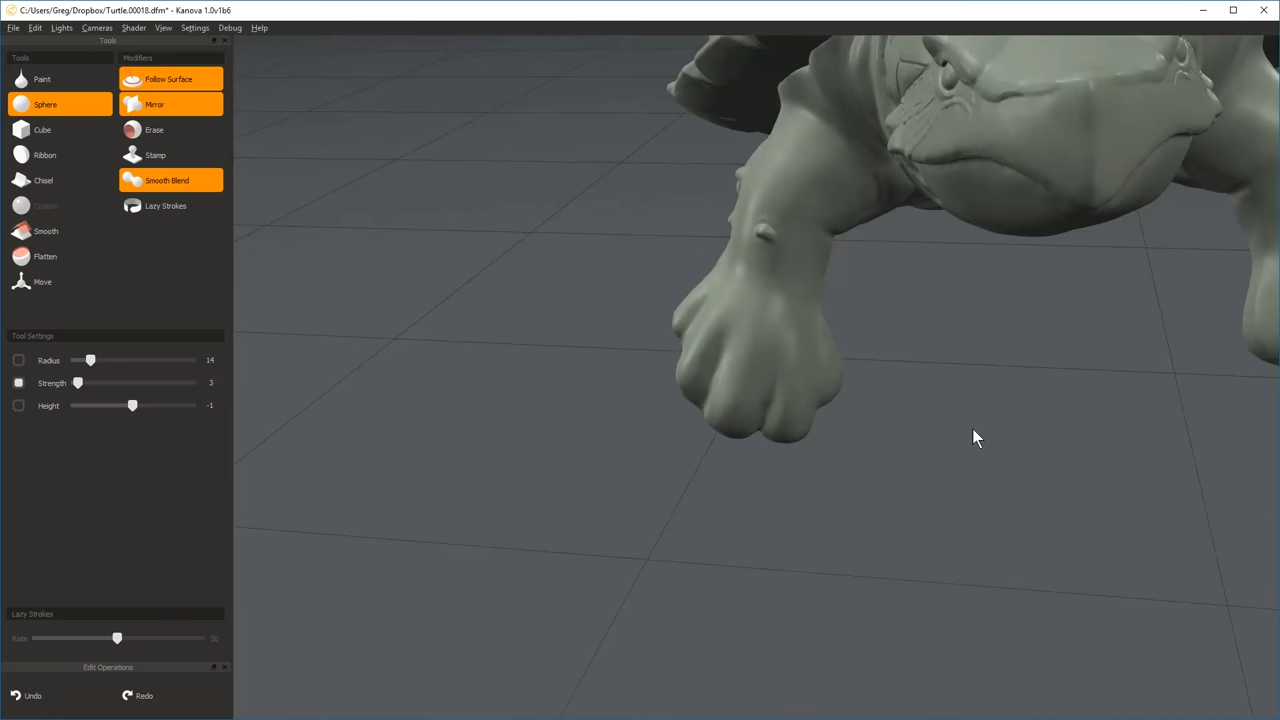 C:/Users/Greg/Dropbox/Turtle.00018.dfm* - Kanova 1.0v1b6
File Edit Lights Cameras Shader View Settings Debug Help
Tools
Tools Modifiers
Paint Follow Surface
Sphere Mirror
Cube Erase
Ribbon Stamp
Chisel Smooth Blend
Custom Lazy Strokes
Smooth
Flatten
Move
Tool Settings
Radius 14
Strength 3
Height -1
Lazy Strokes
Rate 50
Edit Operations
Undo Redo